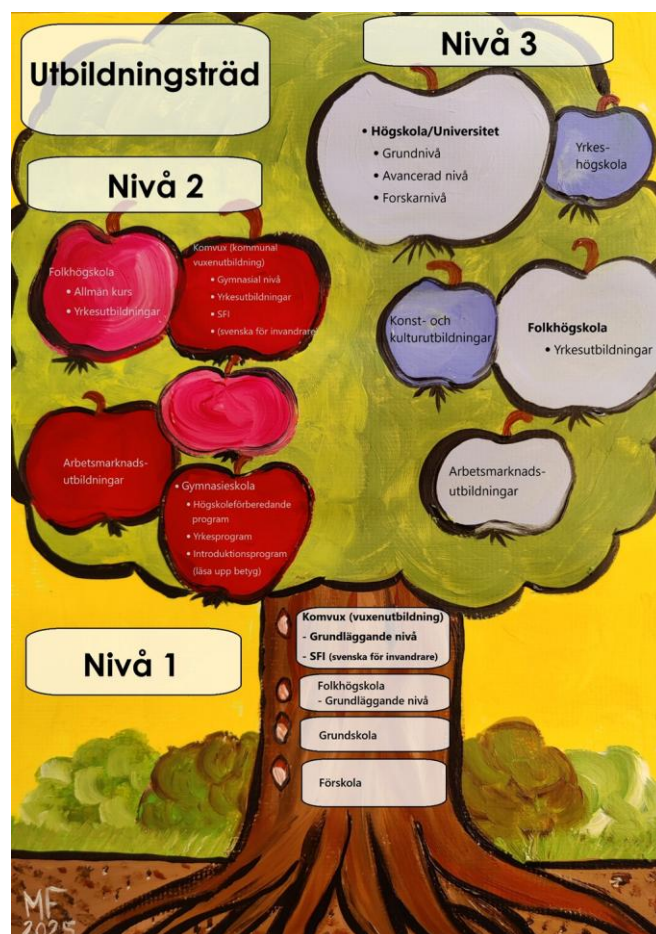 Utbildningsträd
Nivå 3
• Högskola/Universitet
• Grundnivå
• Avancerad nivå
• Forskarnivå
Yrkes-
högskola
Konst- och
kulturutbildningar
Folkhögskola
• Yrkesutbildningar
Arbetsmarknads-
utbildningar
Nivå 2
Folkhögskola
• Allmän kurs
• Yrkesutbildningar
Komvux (kommunal
vuxenutbildning)
• Gymnasial nivå
• Yrkesutbildningar
• SFI
• (svenska för invandrare)
Arbetsmarknads-
utbildningar
• Gymnasieskola
• Högskoleförberedande
program
• Yrkesprogram
• Introduktionsprogram
(läsa upp betyg)
Nivå 1
Komvux (vuxenutbildning)
- Grundläggande nivå
- SFI (svenska för invandrare)
Folkhögskola
- Grundläggande nivå
Grundskola
Förskola
MF
2025